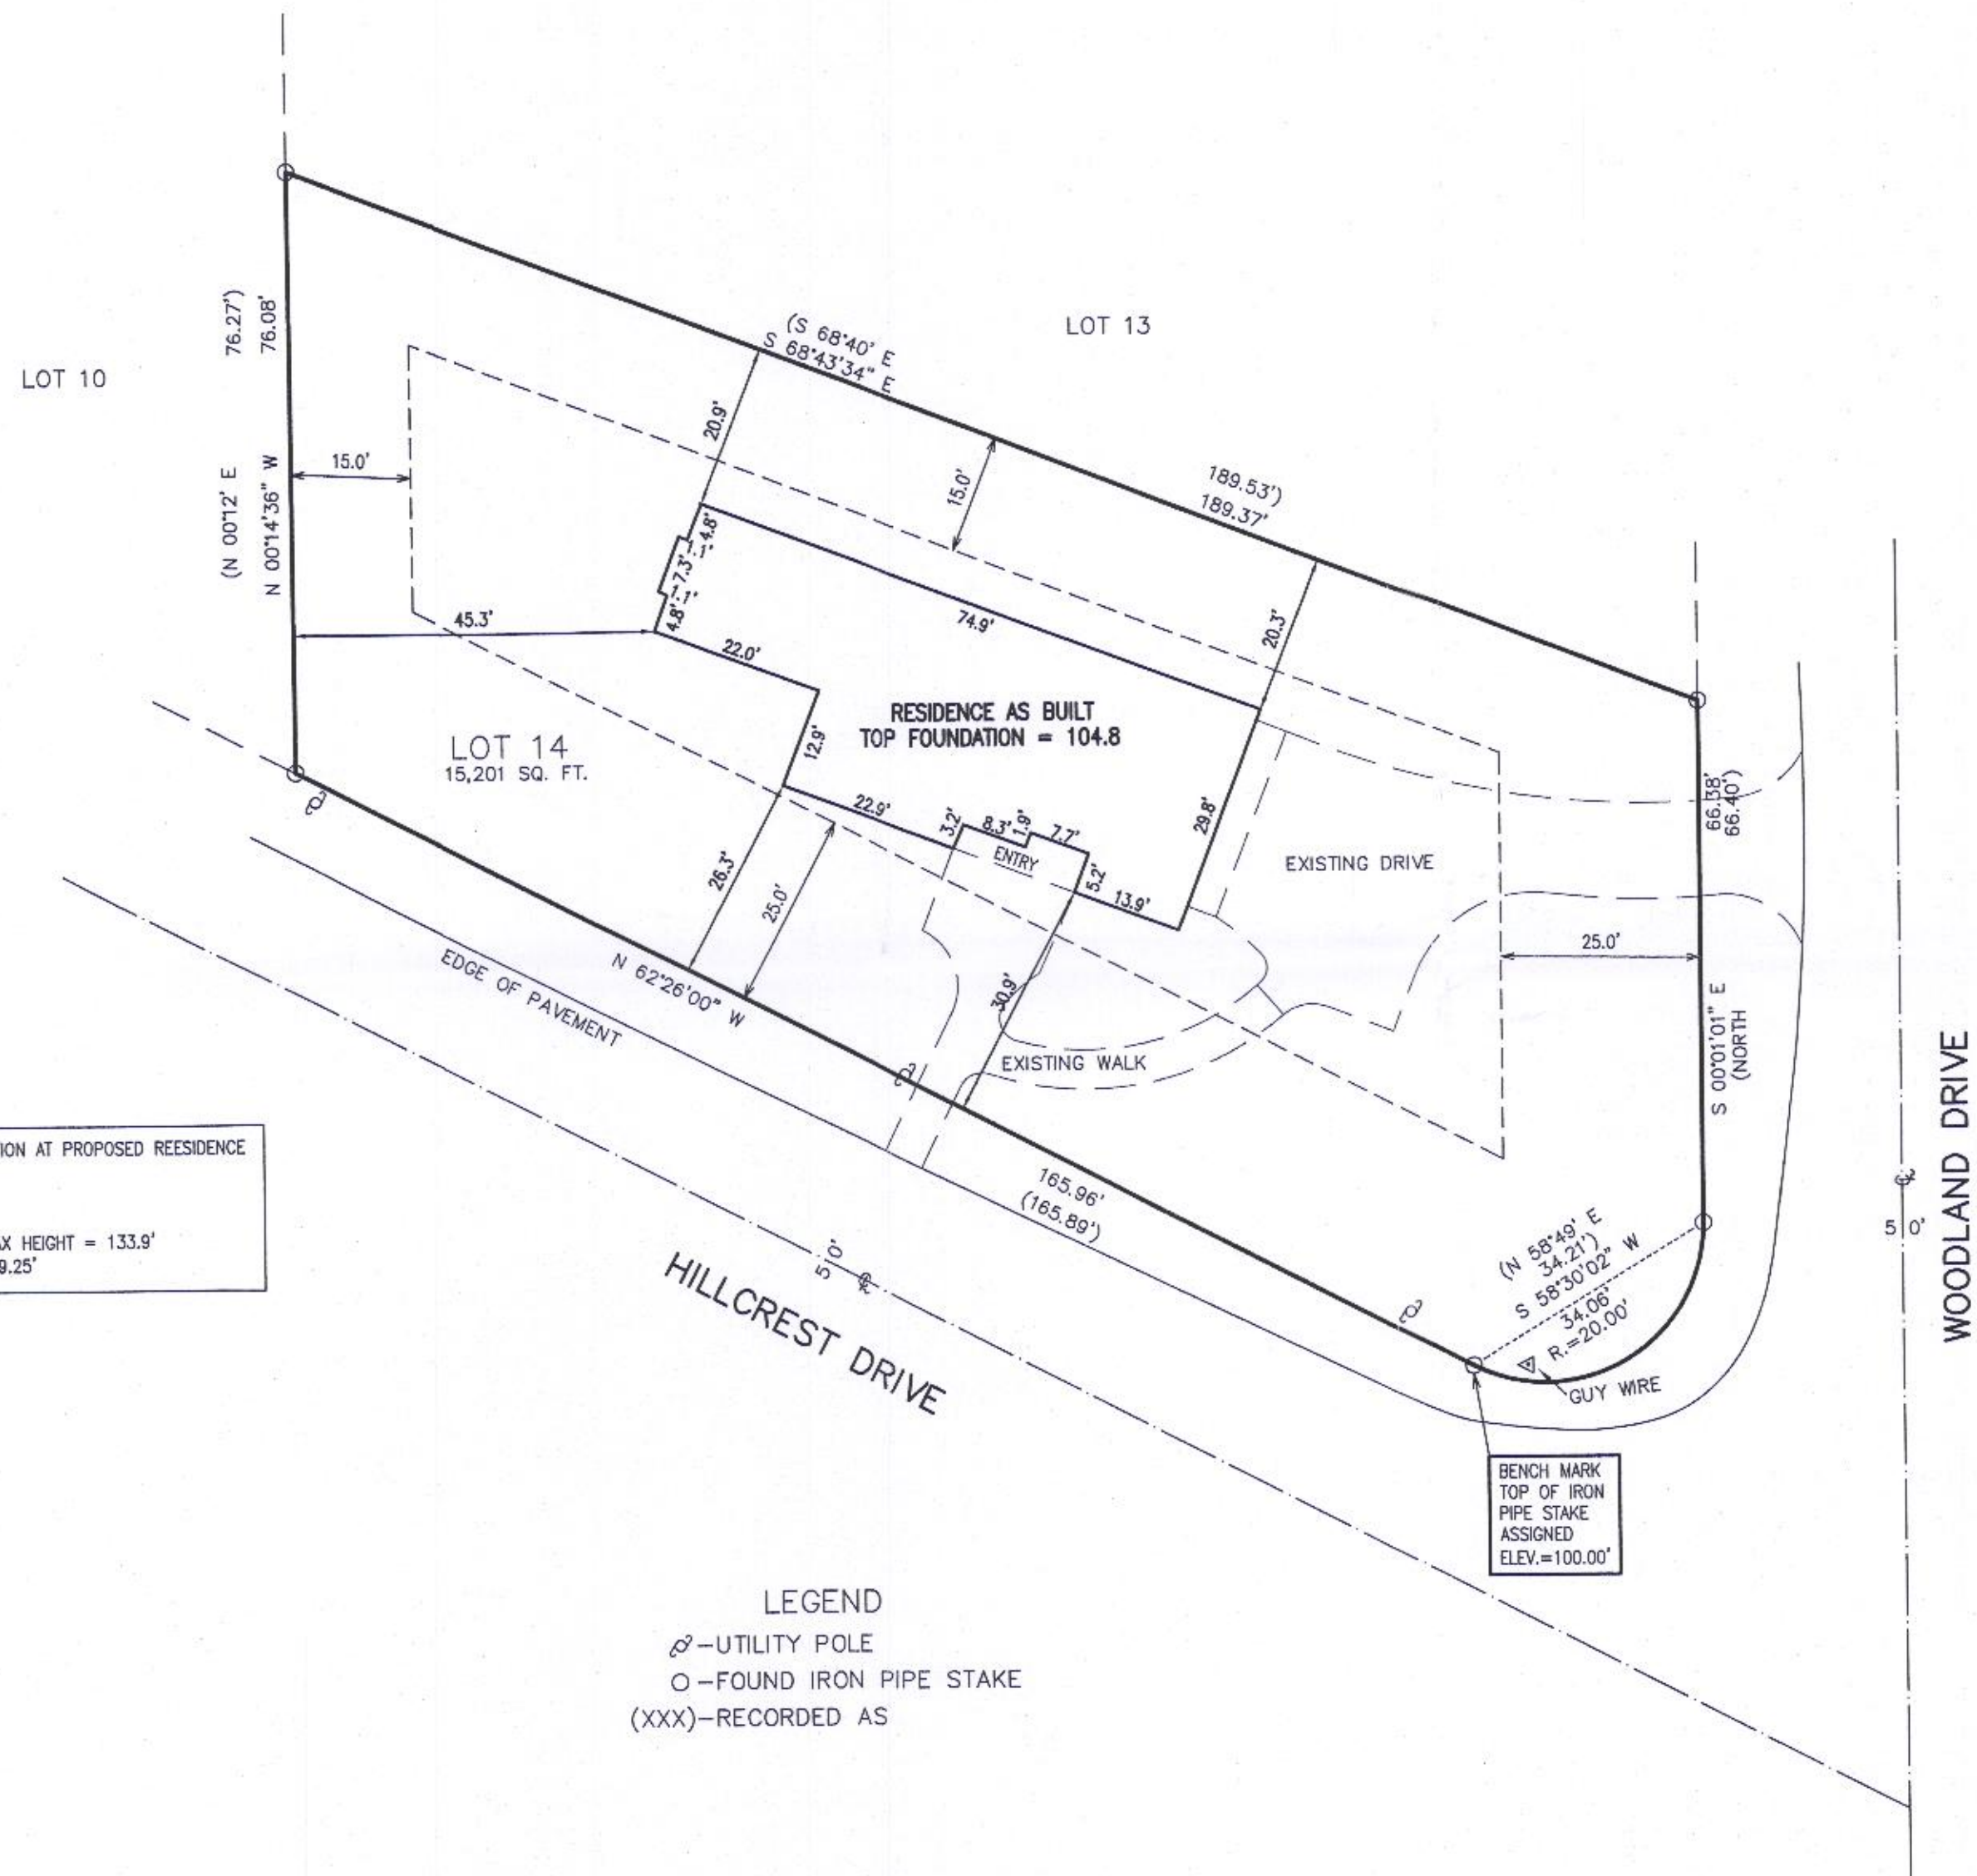 LOT 13
LOT 10
(S 68°40' E
S 68°43'34" E
189.53')
189.37'
76.27')
76.08'
(N 00°12' E
N 00°14'36" W
15.0'
20.9'
15.0'
20.3'
45.3'
4.8'
1.1'
7.3'
1.1'
4.8'
74.9'
22.0'
12.9'
RESIDENCE AS BUILT
TOP FOUNDATION = 104.8
LOT 14
15,201 SQ. FT.
22.9'
3.2'
8.3'
1.9'
7.7'
ENTRY
5.2'
13.9'
29.8'
EXISTING DRIVE
66.38'
66.40')
25.0'
S 00°01'01" E
(NORTH
26.3'
25.0'
30.9'
EXISTING WALK
N 62°26'00" W
EDGE OF PAVEMENT
165.96'
(165.89')
50'
HILLCREST DRIVE
WOODLAND DRIVE
50'
(N 58°49' E
34.21')
S 58°30'02" W
34.06'
R.=20.00'
GUY WIRE
BENCH MARK
TOP OF IRON
PIPE STAKE
ASSIGNED
ELEV.=100.00'
ION AT PROPOSED REESIDENCE
X HEIGHT = 133.9'
9.25'
LEGEND
-UTILITY POLE
-FOUND IRON PIPE STAKE
(XXX)-RECORDED AS